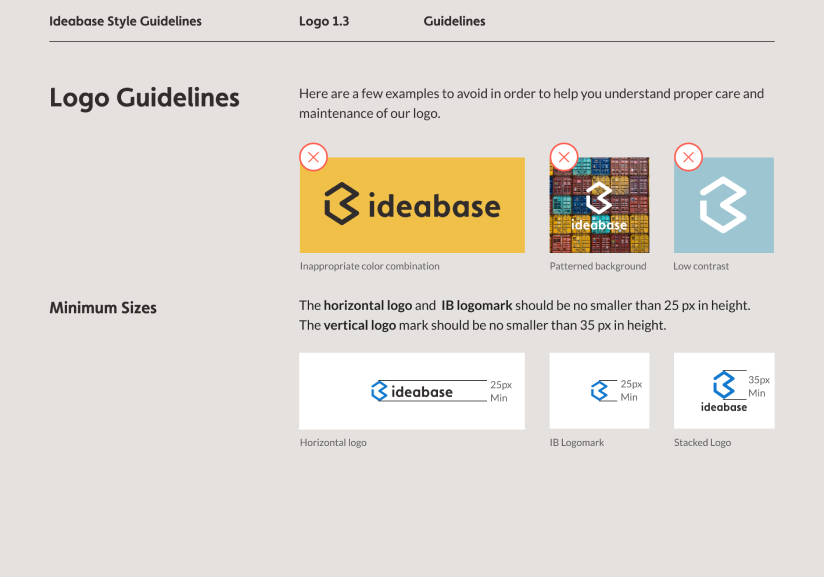 Ideabase Style Guidelines
Logo 1.3
Guidelines
Logo Guidelines
Here are a few examples to avoid in order to help you understand proper care and
maintenance of our logo.
ideabase
ideabase
Inappropriate color combination
Patterned background
Low contrast
Minimum Sizes
The horizontal logo and IB logomark should be no smaller than 25 px in height.
The vertical logo mark should be no smaller than 35 px in height.
ideabase
25px
Min
25px
Min
35px
Min
ideabase
Horizontal logo
IB Logomark
Stacked Logo